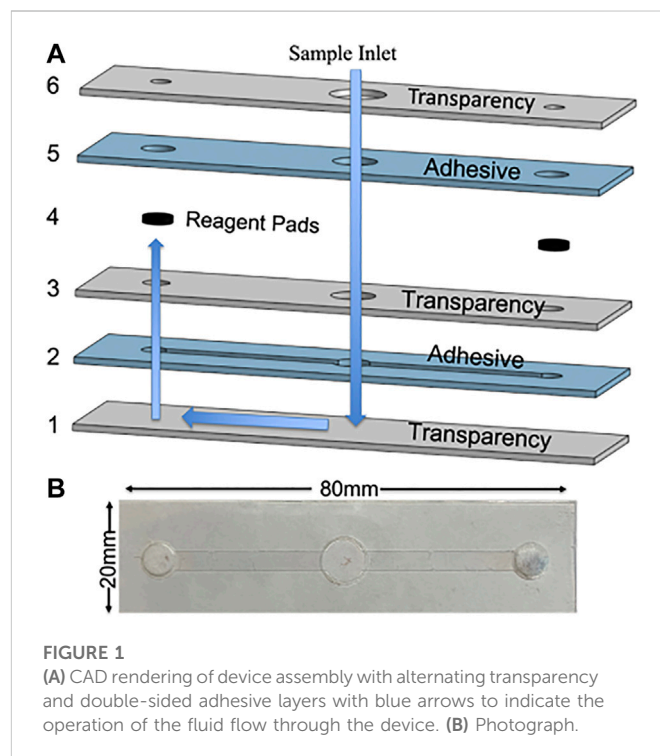 A
Sample Inlet
6
Transparency
5
Adhesive
4
Reagent Pads
3
Transparency
2
Adhesive
1
Transparency
B
80mm
20mm
FIGURE 1
(A) CAD rendering of device assembly with alternating transparency
and double-sided adhesive layers with blue arrows to indicate the
operation of the fluid flow through the device. (B) Photograph.